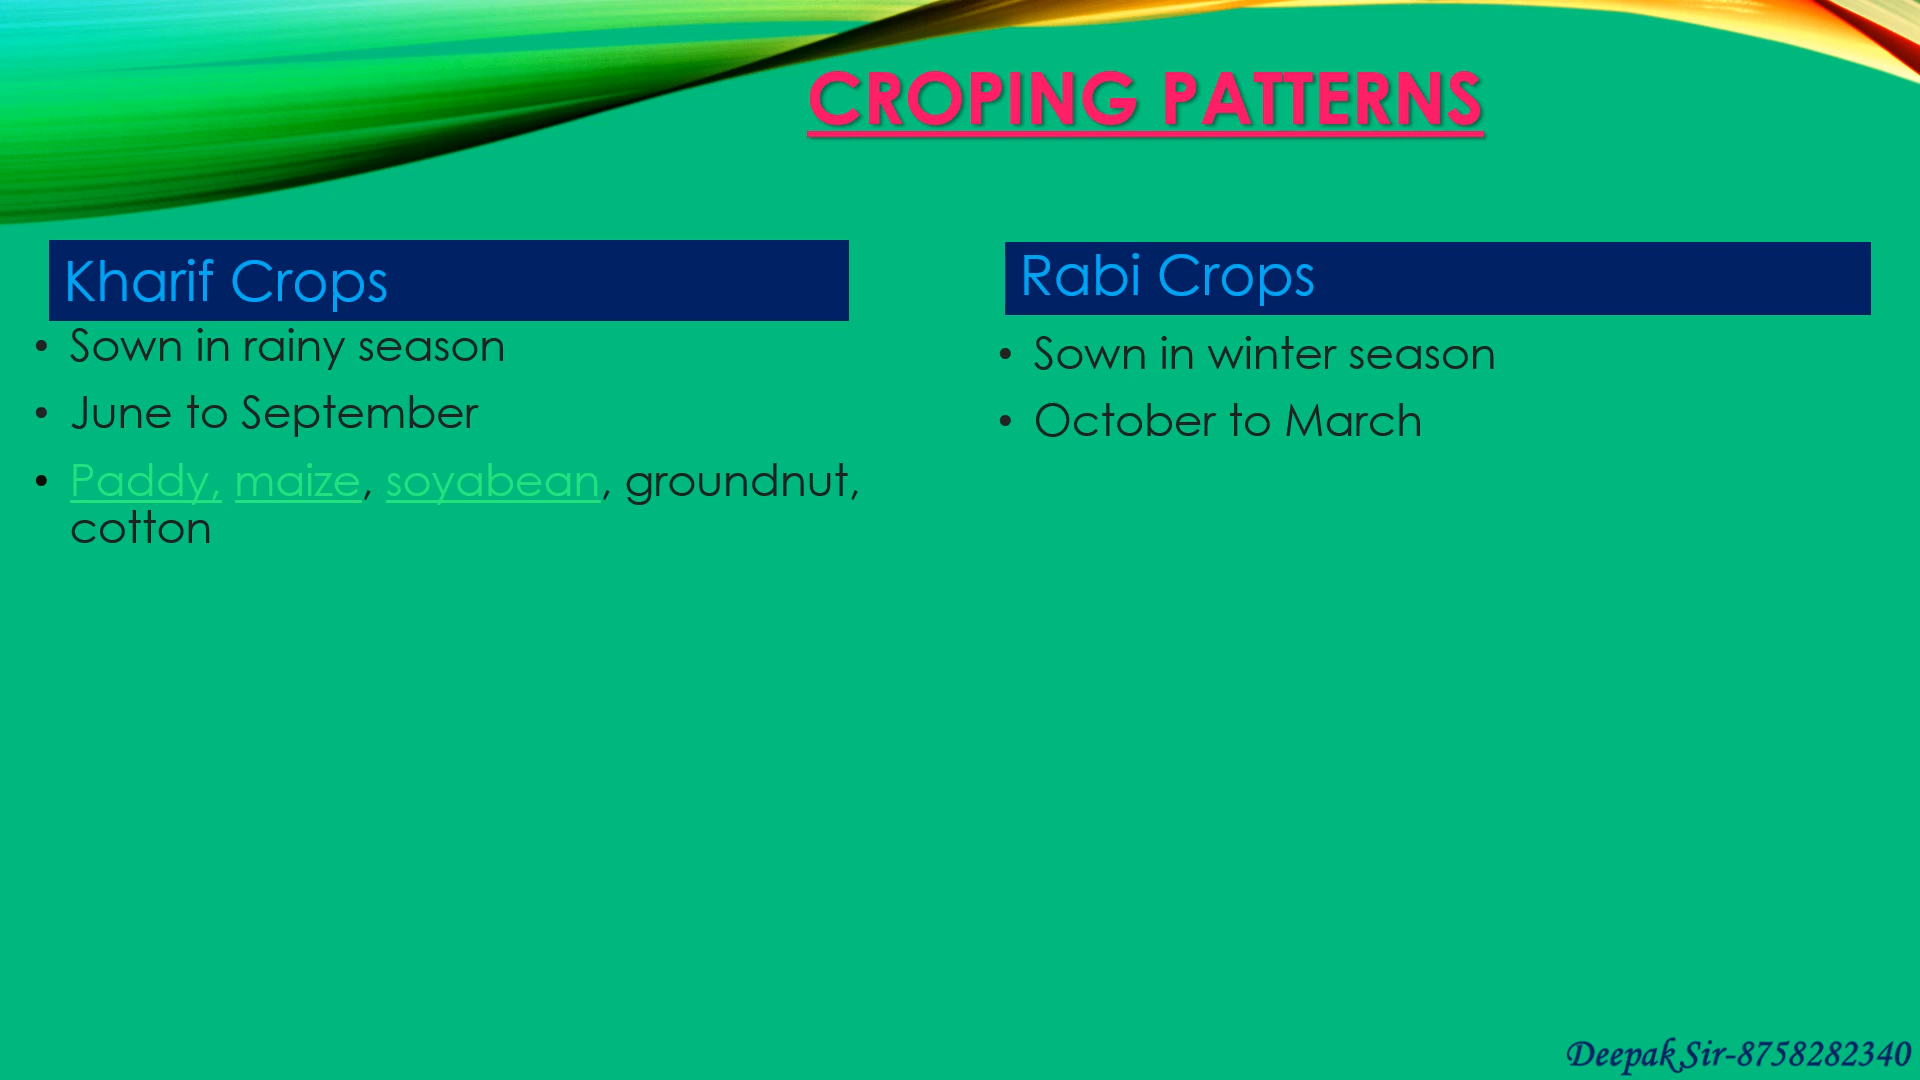 CROPING PATTERNS
Kharif Crops
• Sown in rainy season
• June to September
• Paddy, maize, soyabean, groundnut,
cotton
Rabi Crops
• Sown in winter season
• October to March
Deepak Sir-8758282340